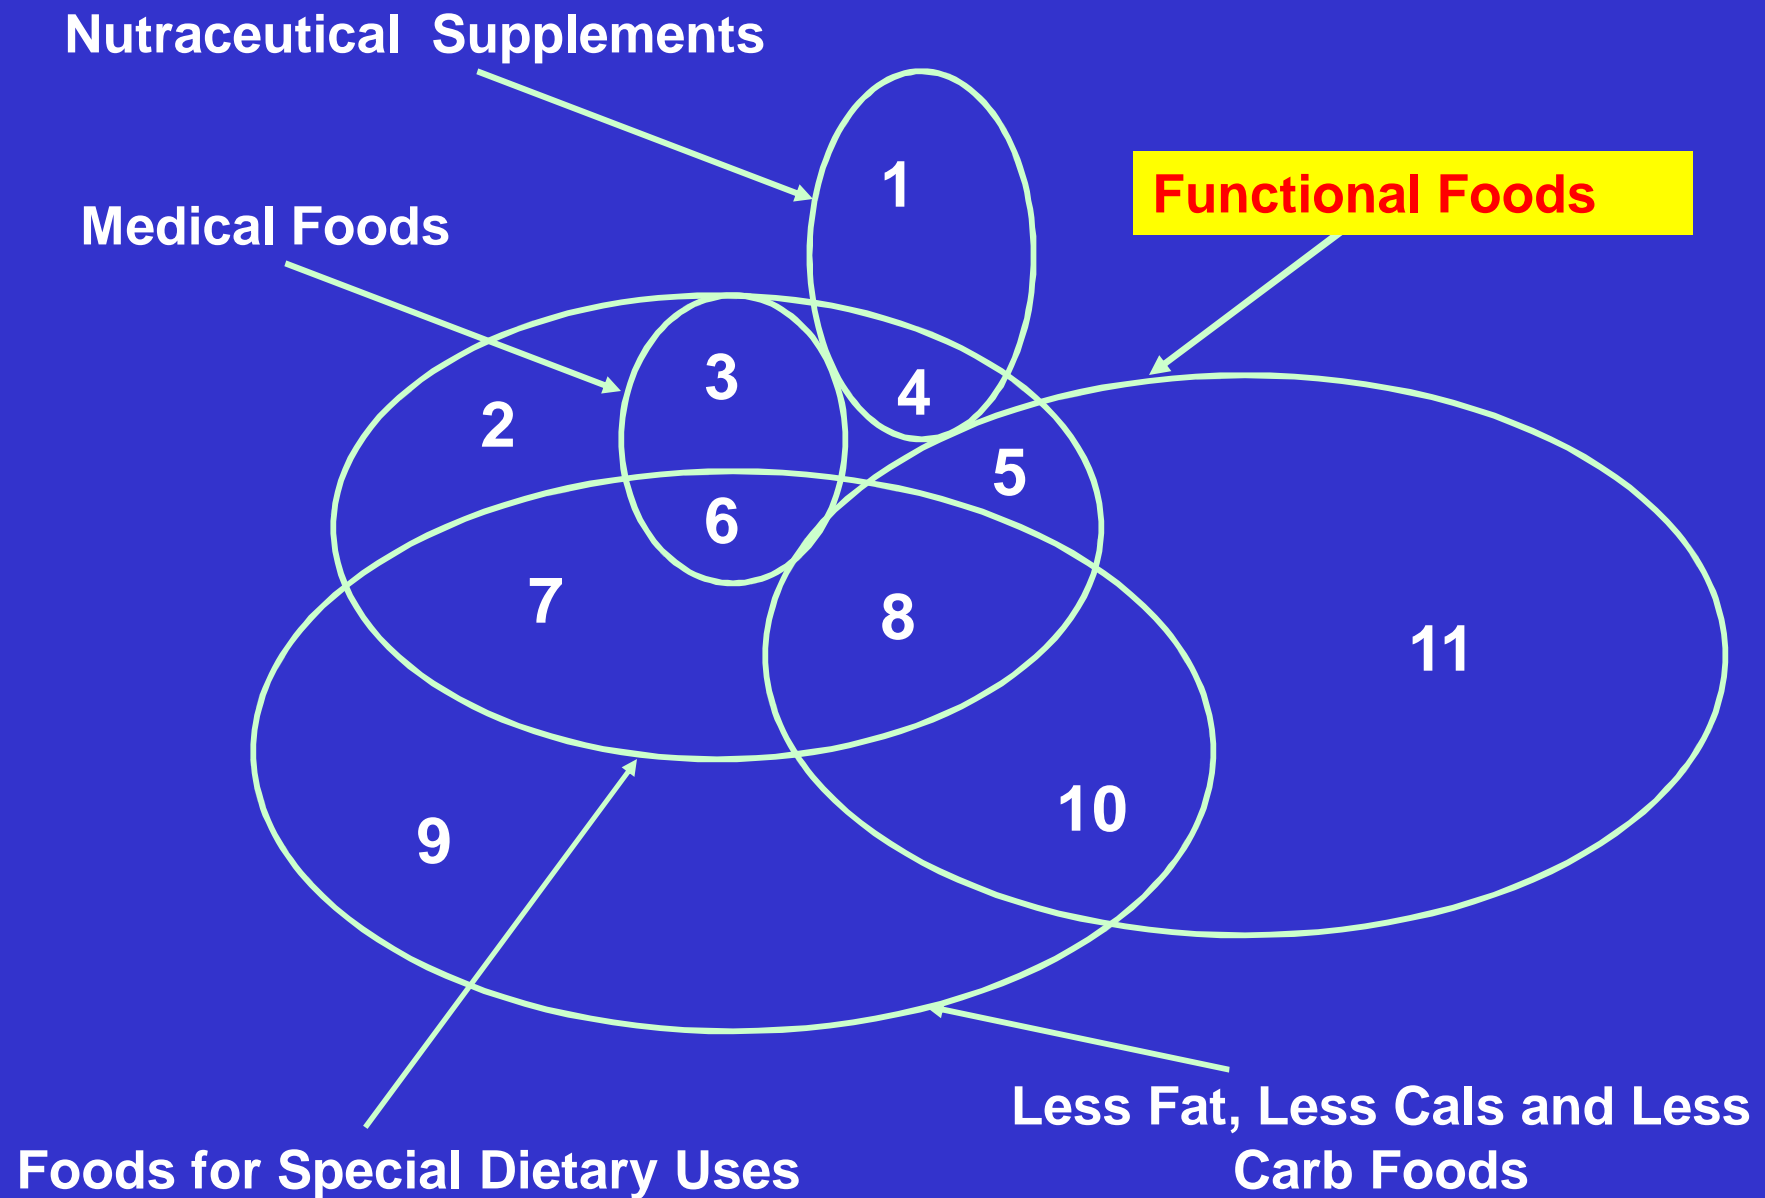 Nutraceutical  Supplements
1
Functional Foods
Medical Foods
3
4
2
5
6
7
8
11
10
9
Less Fat, Less Cals and Less
Carb Foods
Foods for Special Dietary Uses